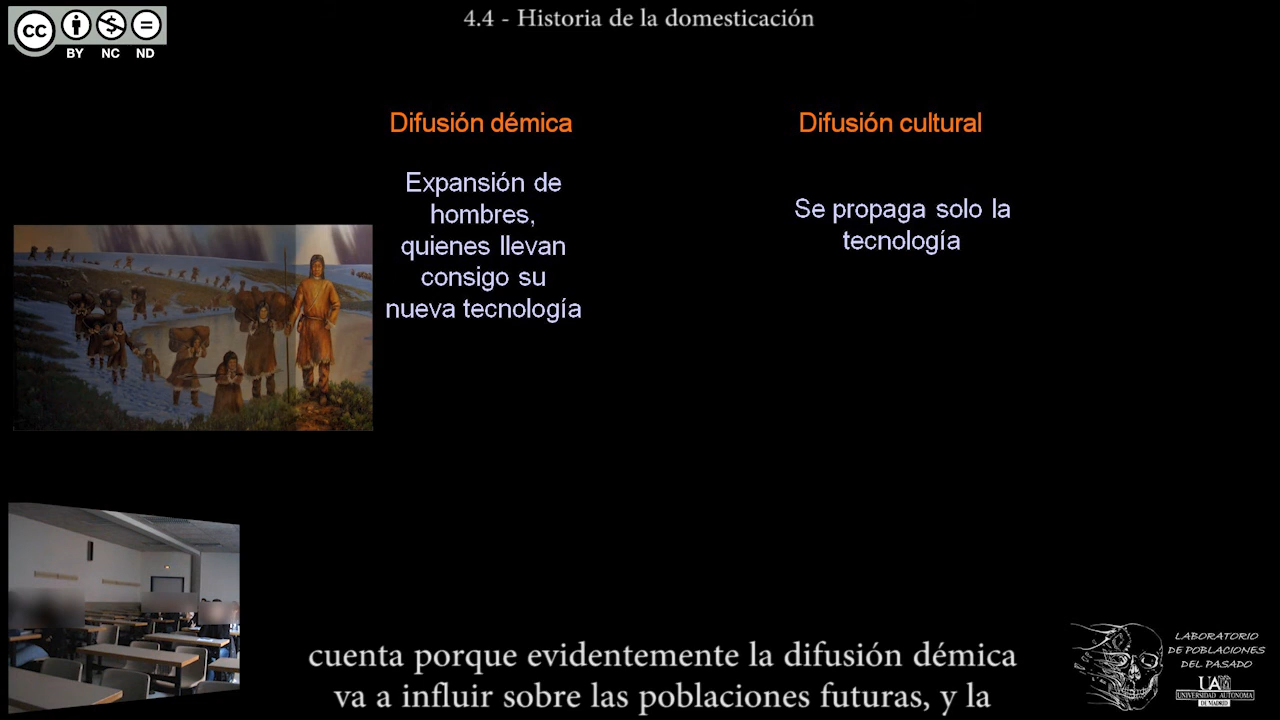 4.4 - Historia de la domesticación
cc
BY NC ND
Difusión démica
Expansión de
hombres,
quienes llevan
consigo su
nueva tecnología
Difusión cultural
Se propaga solo la
tecnología
cuenta porque evidentemente la difusión démica
va a influir sobre las poblaciones futuras, y la
LABORATORIO
DE POBLACIONES
DEL PASADO
UAM
UNIVERSIDAD AUTONOMA
DE MADRID